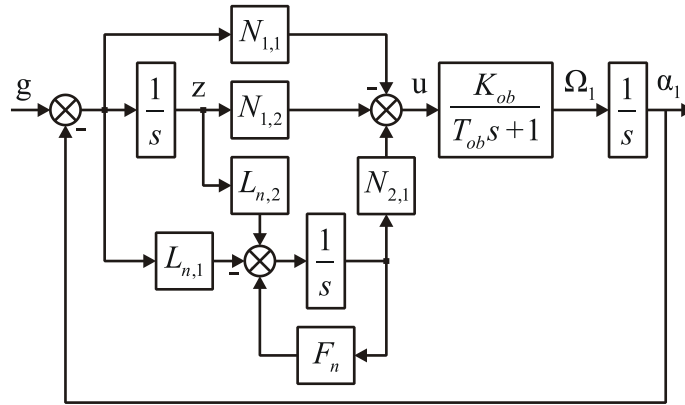 N1,1
g
-
1/s
z
N1,2
-
u
Kob/(Tobs+1)
Ω1
1/s
α1
Ln,2
N2,1
Ln,1
-
1/s
Fn